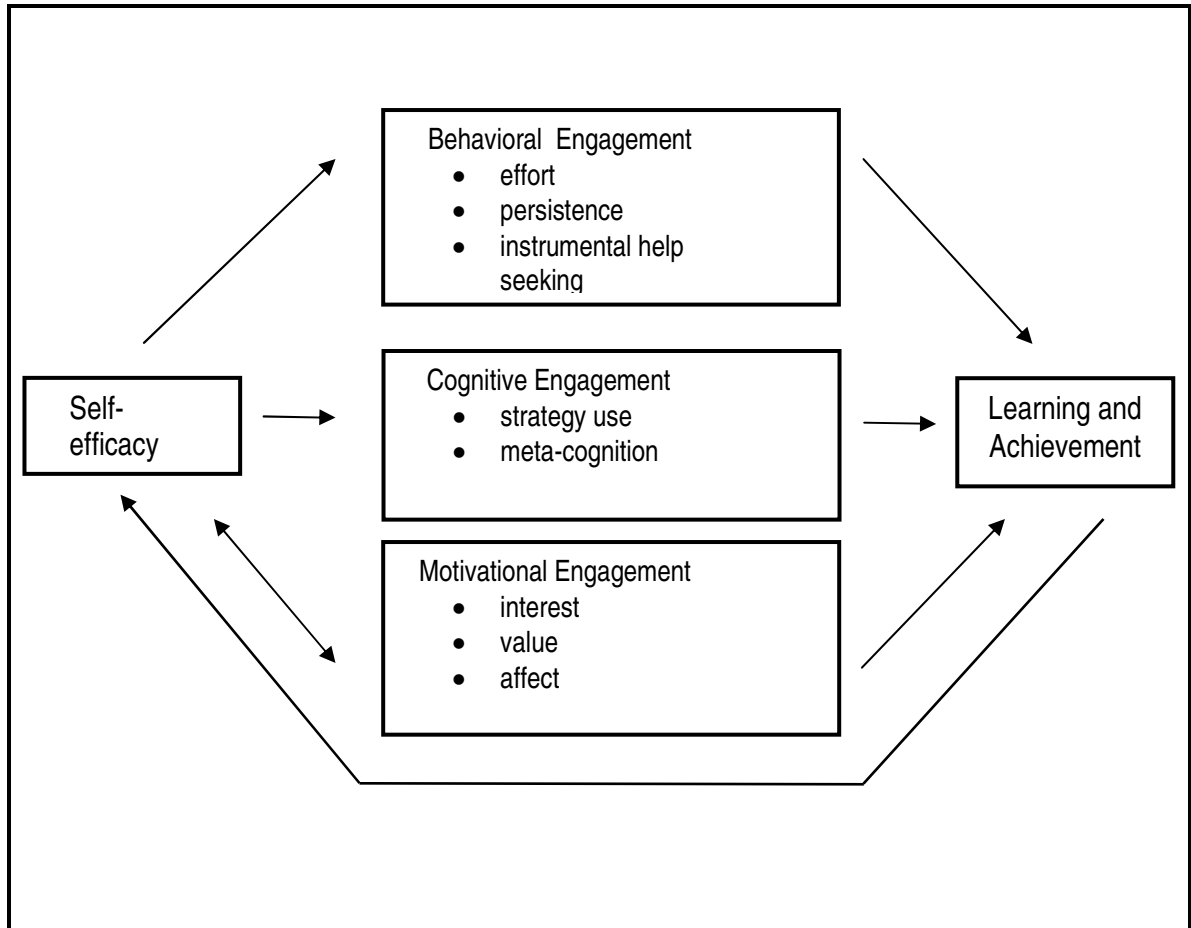 Behavioral Engagement
• effort
• persistence
• instrumental help
seeking
Self-
efficacy
Cognitive Engagement
• strategy use
• meta-cognition
Learning and
Achievement
Motivational Engagement
• interest
• value
• affect